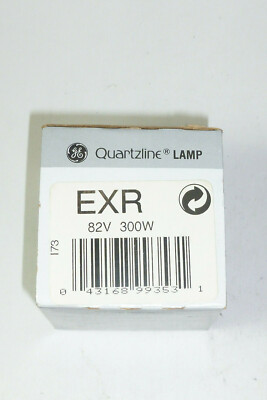 GE Quartzline® LAMP
EXR
82V 300W
173
0 43168 99353 1